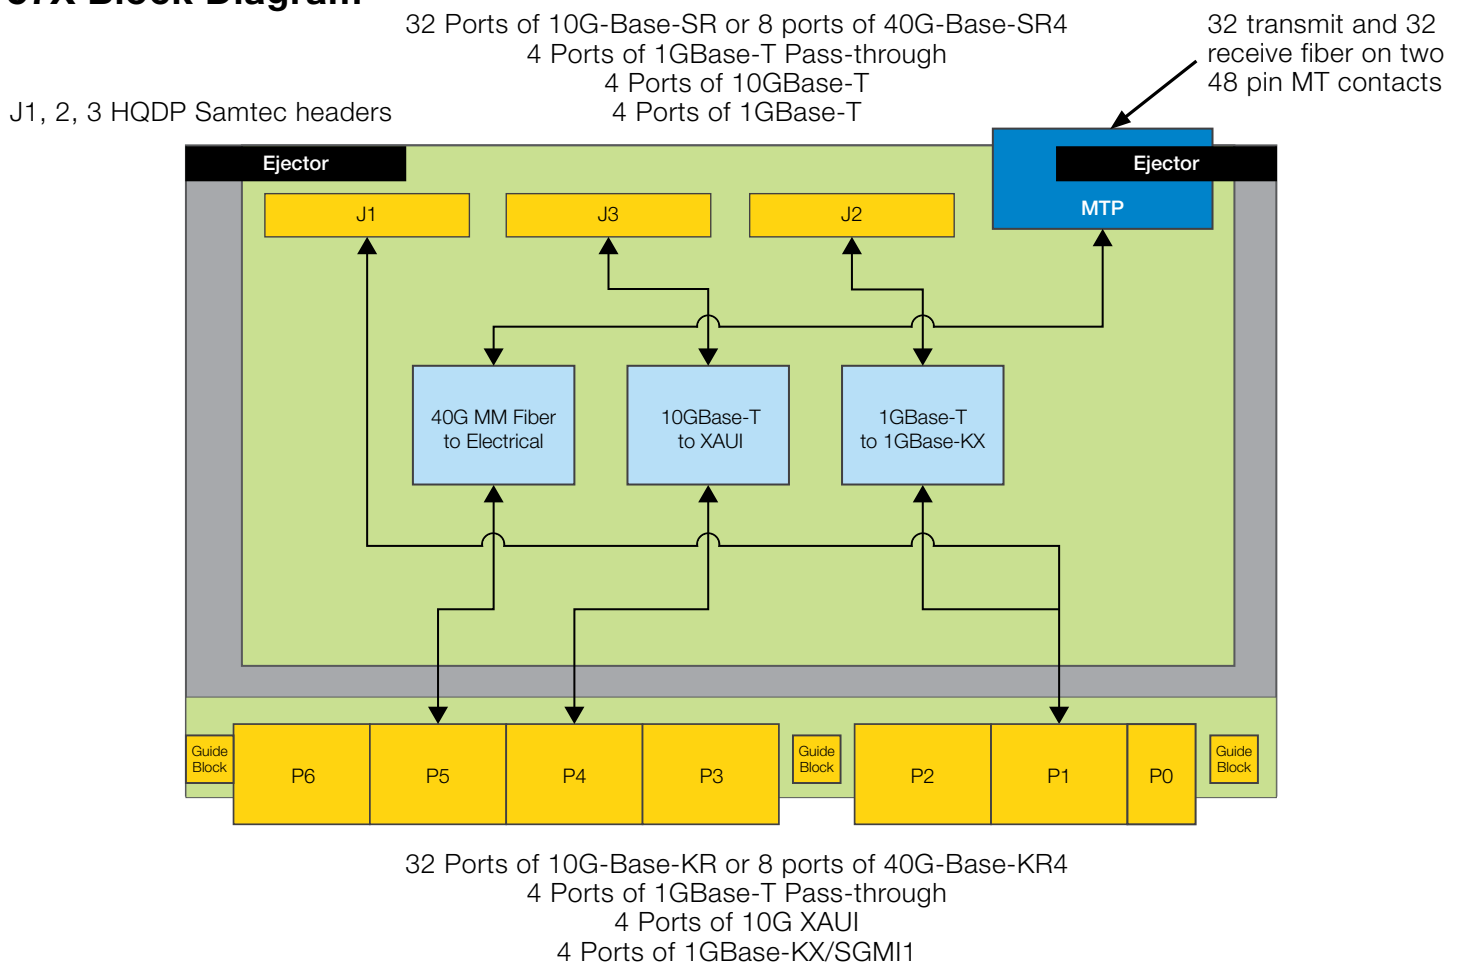 Block Diagram
32 Ports of 10G-Base-SR or 8 ports of 40G-Base-SR4
4 Ports of 1GBase-T Pass-through
4 Ports of 10GBase-T
4 Ports of 1GBase-T
32 transmit and 32
receive fiber on two
48 pin MT contacts
J1, 2, 3 HQDP Samtec headers
Ejector
Ejector
J1
J3
J2
MTP
40G MM Fiber
to Electrical
10GBase-T
to XAUI
1GBase-T
to 1GBase-KX
Guide
Block
P6
P5
P4
P3
Guide
Block
P2
P1
P0
Guide
Block
32 Ports of 10G-Base-KR or 8 ports of 40G-Base-KR4
4 Ports of 1GBase-T Pass-through
4 Ports of 10G XAUI
4 Ports of 1GBase-KX/SGMI1